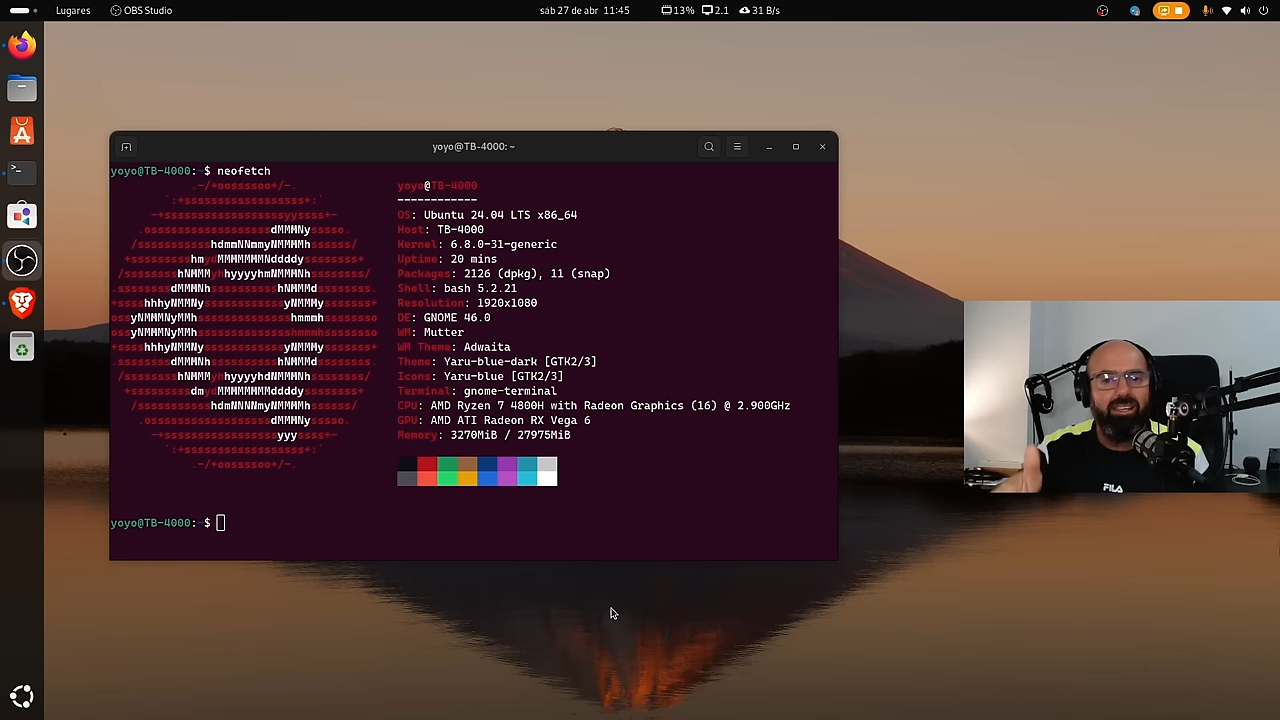 Lugares OBS Studio sáb 27 de abr 11:45 13% 2.1 31 B/s
yoyo@TB-4000: ~
yoyo@TB-4000:~$ neofetch
yoyo@TB-4000
------------
OS: Ubuntu 24.04 LTS x86_64
Host: TB-4000
Kernel: 6.8.0-31-generic
Uptime: 20 mins
Packages: 2126 (dpkg), 11 (snap)
Shell: bash 5.2.21
Resolution: 1920x1080
DE: GNOME 46.0
WM: Mutter
WM Theme: Adwaita
Theme: Yaru-blue-dark [GTK2/3]
Icons: Yaru-blue [GTK2/3]
Terminal: gnome-terminal
CPU: AMD Ryzen 7 4800H with Radeon Graphics (16) @ 2.900GHz
GPU: AMD ATI Radeon RX Vega 6
Memory: 3270MiB / 27975MiB
yoyo@TB-4000:~$
FILA